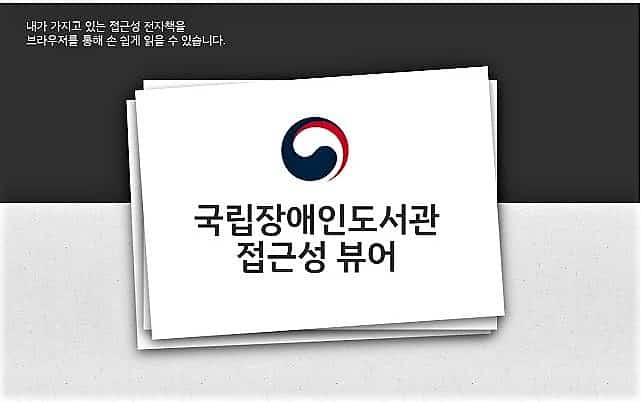 내가 가지고 있는 접근성 전자책을
브라우저를 통해 손 쉽게 읽을 수 있습니다.
국립장애인도서관
접근성 뷰어